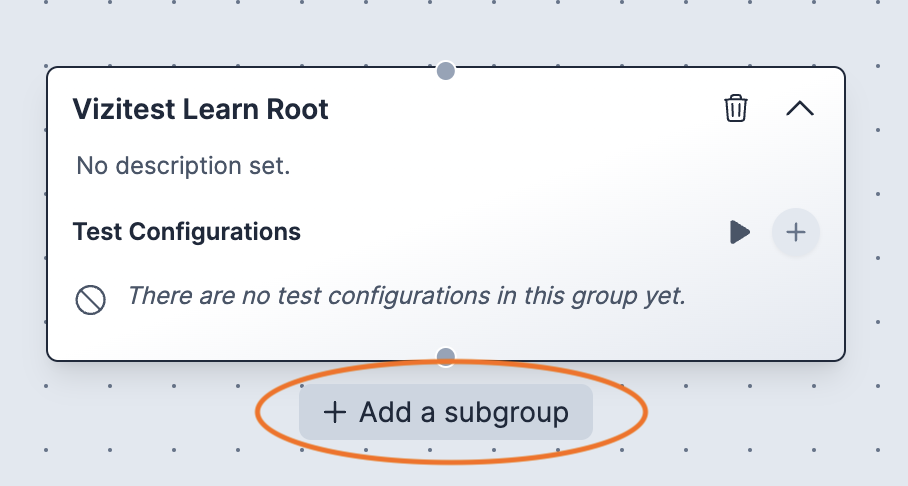 Vizitest Learn Root
No description set.
Test Configurations
There are no test configurations in this group yet.
+ Add a subgroup